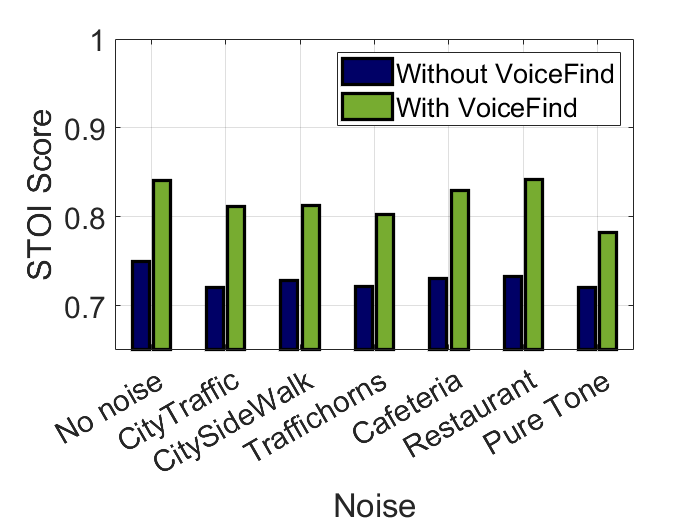 1
0.9
0.8
0.7
STOI Score
Without VoiceFind
With VoiceFind
No noise
CityTraffic
CitySideWalk
Traffichorns
Cafeteria
Restaurant
Pure Tone
Noise